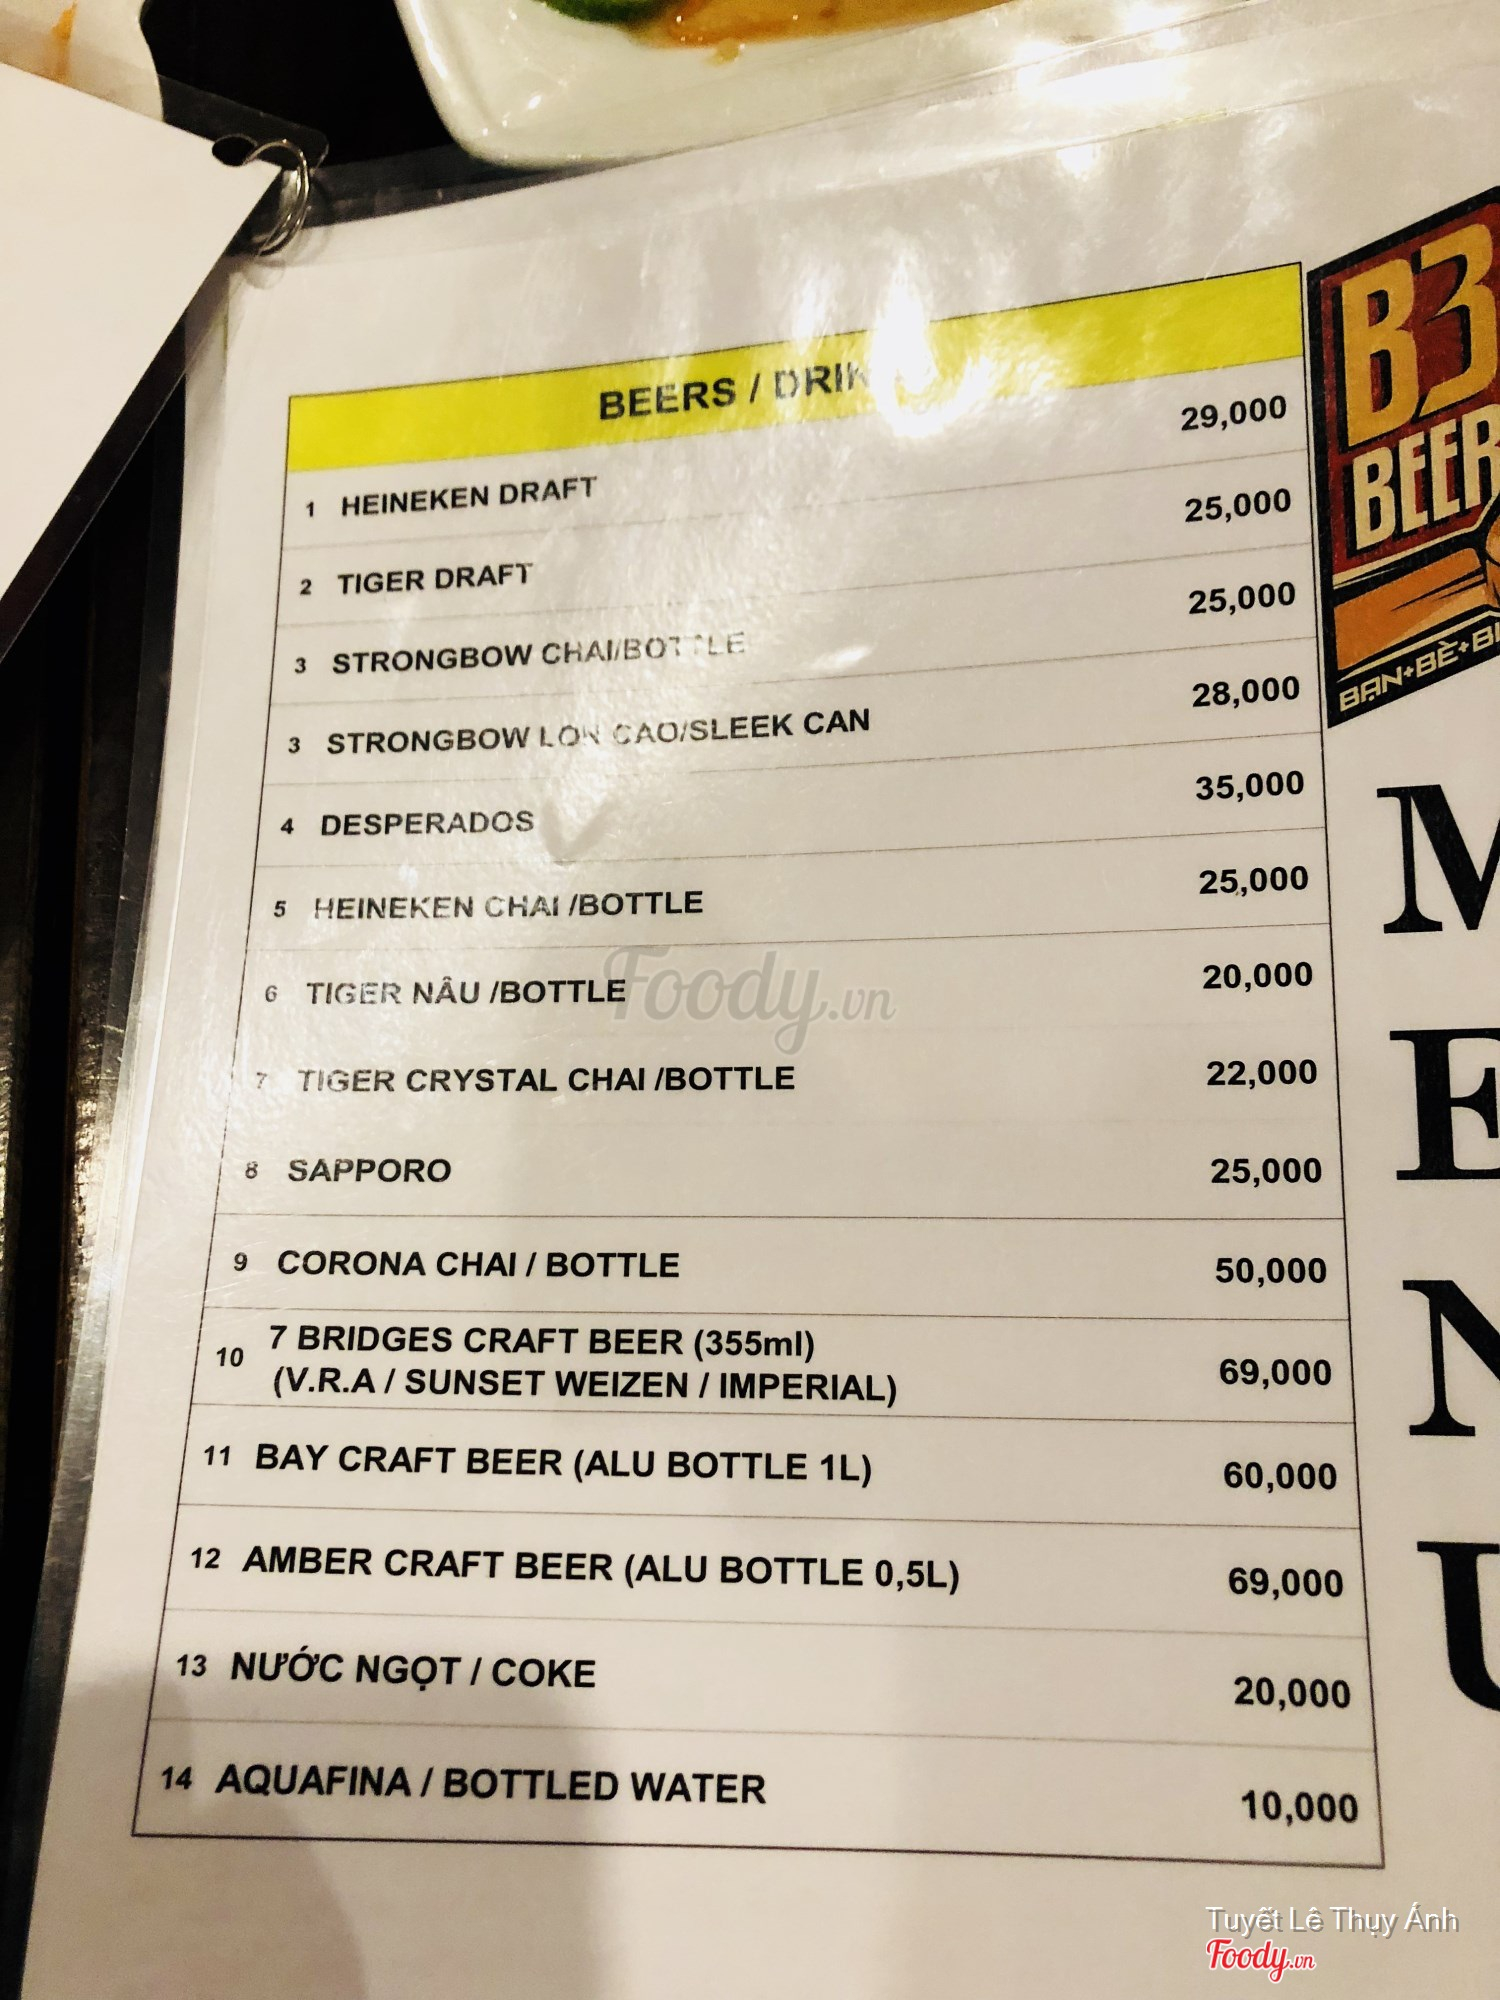 BEERS / DRIK
1 HEINEKEN DRAFT 29,000
2 TIGER DRAFT 25,000
3 STRONGBOW CHAI/BOTTLE 25,000
3 STRONGBOW LON CAO/SLEEK CAN 28,000
4 DESPERADOS 35,000
5 HEINEKEN CHAI /BOTTLE 25,000
6 TIGER NÂU /BOTTLE 20,000
7 TIGER CRYSTAL CHAI /BOTTLE 22,000
8 SAPPORO 25,000
9 CORONA CHAI / BOTTLE 50,000
10 7 BRIDGES CRAFT BEER (355ml)
(V.R.A / SUNSET WEIZEN / IMPERIAL) 69,000
11 BAY CRAFT BEER (ALU BOTTLE 1L) 60,000
12 AMBER CRAFT BEER (ALU BOTTLE 0,5L) 69,000
13 NƯỚC NGỌT / COKE 20,000
14 AQUAFINA / BOTTLED WATER 10,000
B3
BEER
BẠN+BÈ+BI
M
E
N
U
Foody.vn
Tuyết Lê Thụy Ánh
Foody.vn